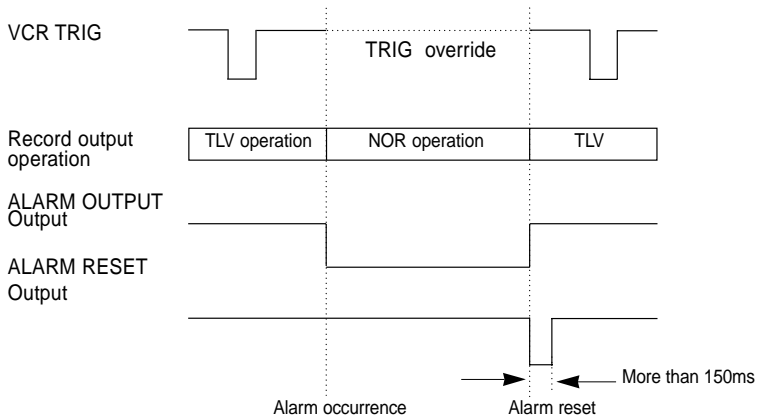 VCR TRIG
TRIG override
Record output
operation
TLV operation
NOR operation
TLV
ALARM OUTPUT
Output
ALARM RESET
Output
More than 150ms
Alarm occurrence
Alarm reset